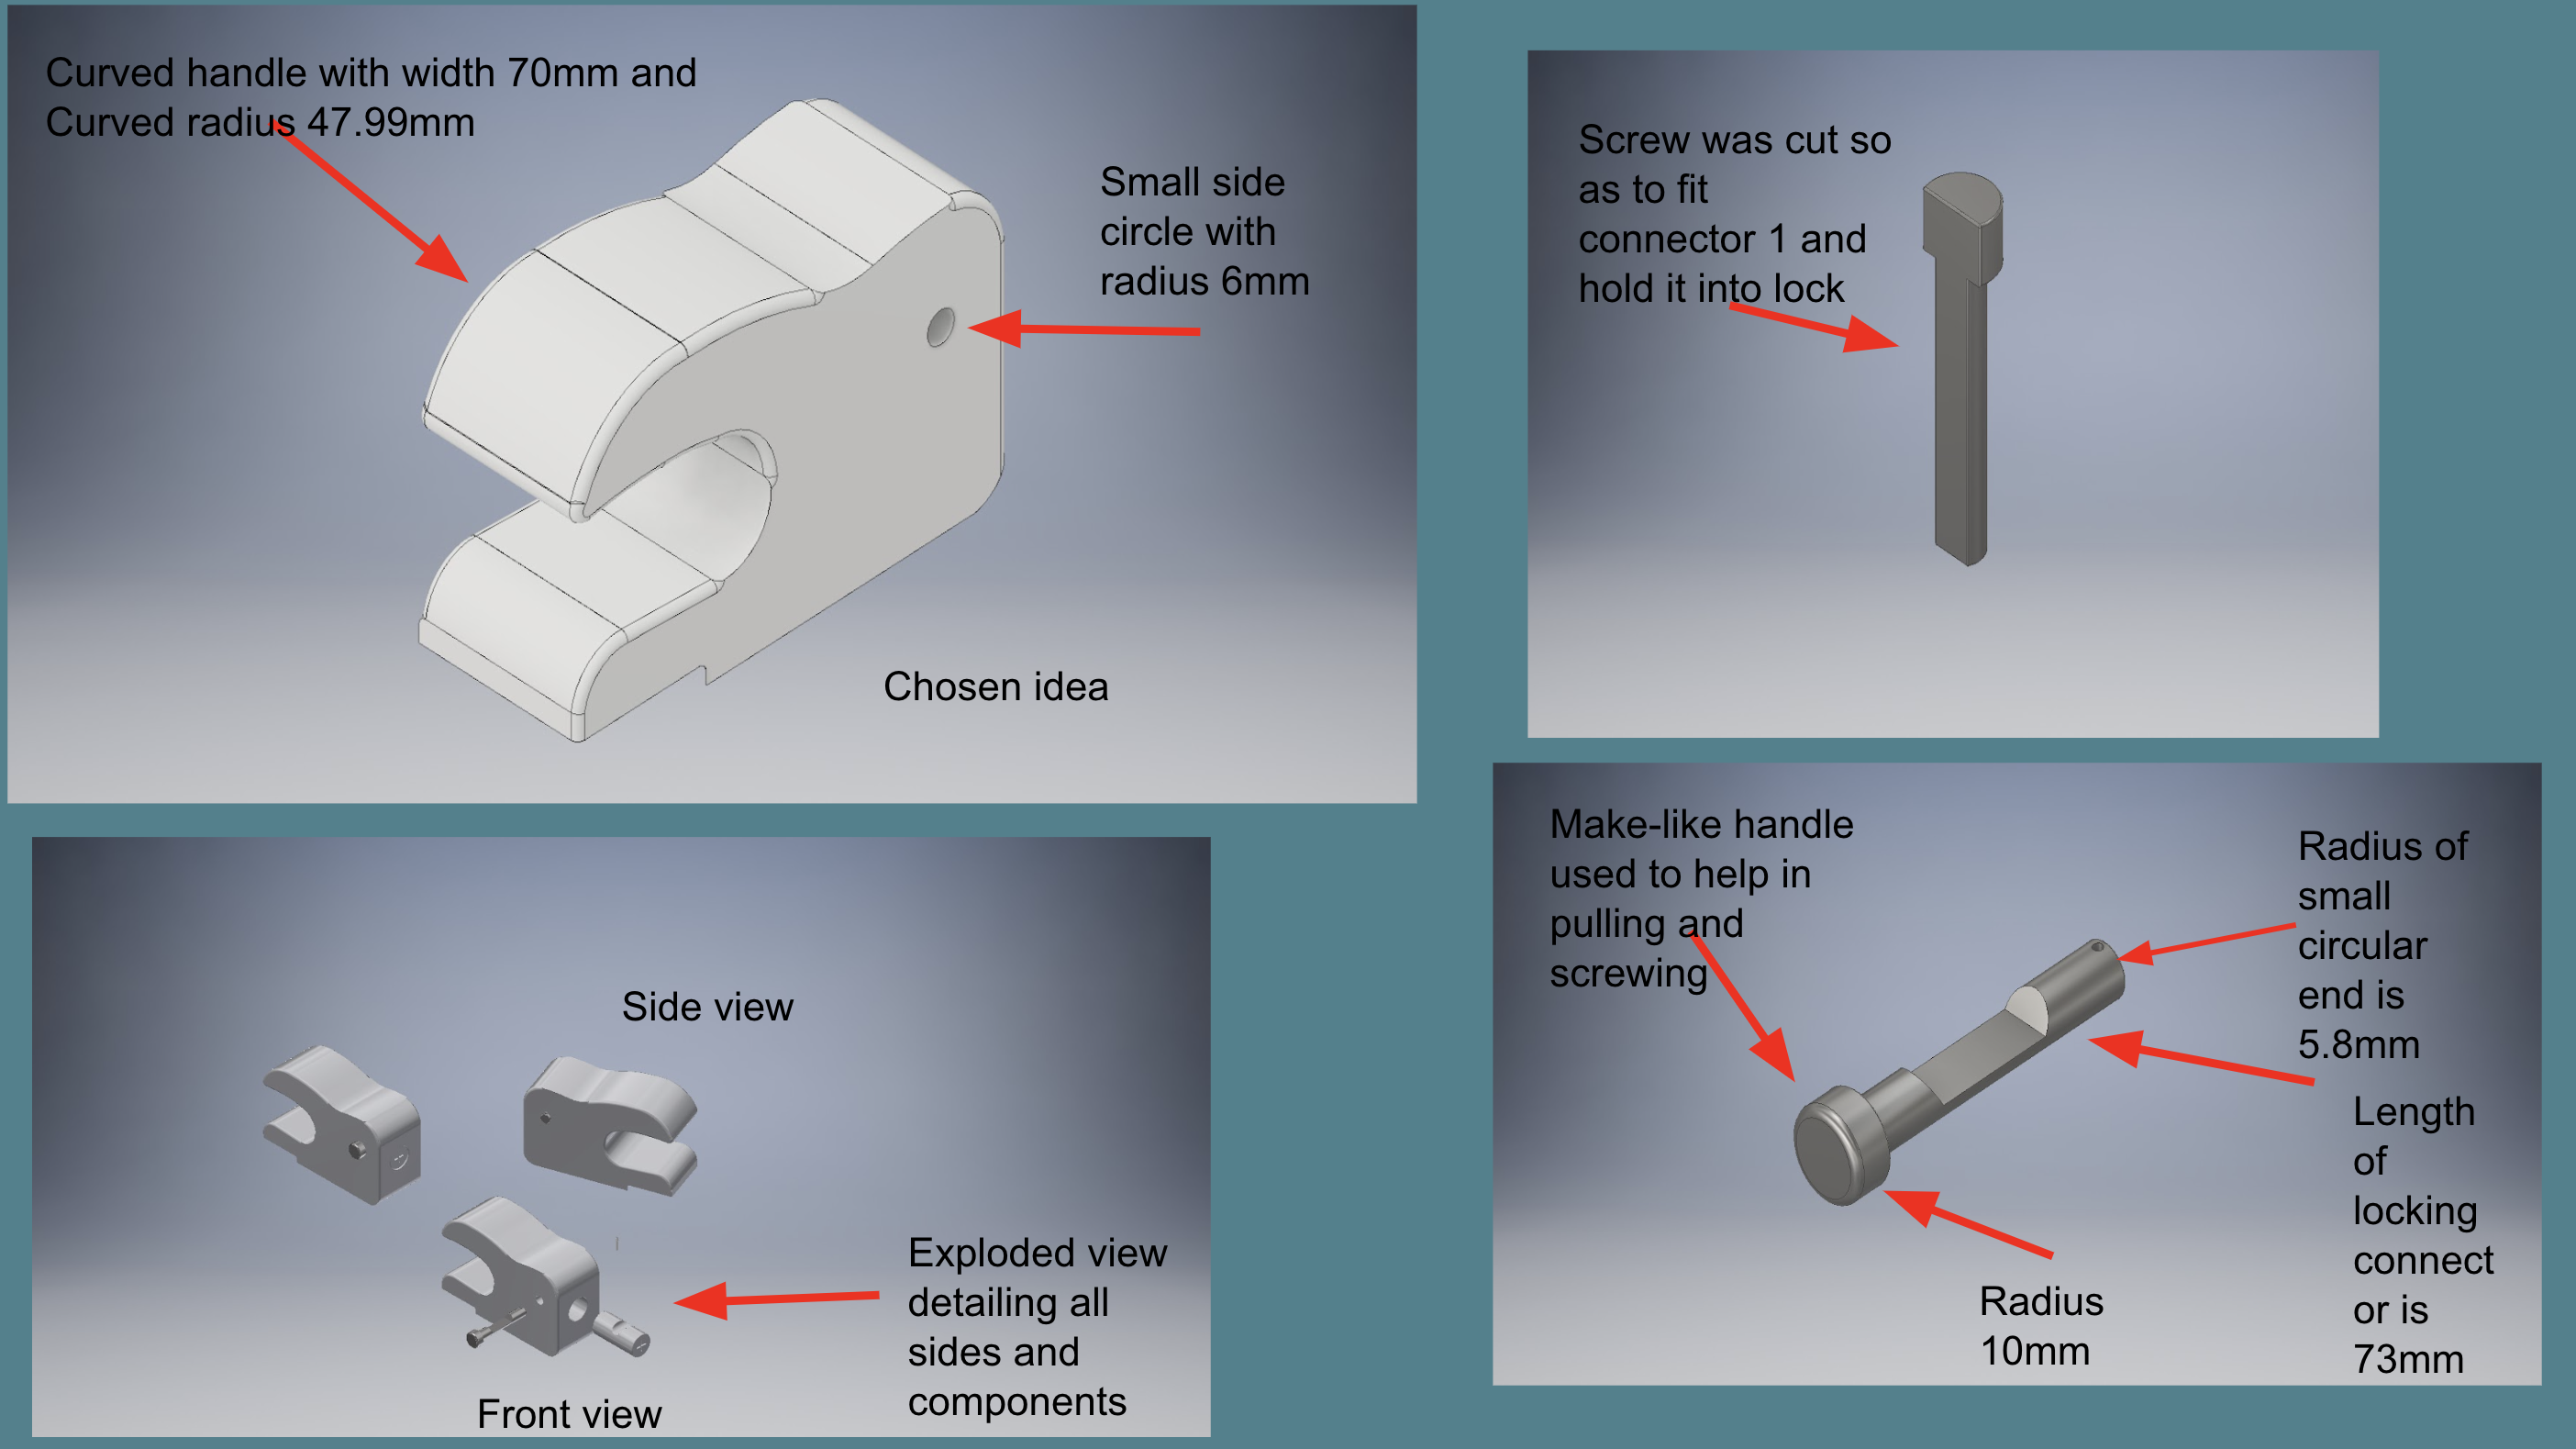 Curved handle with width 70mm and
Curved radius 47.99mm
Small side
circle with
radius 6mm
Chosen idea
Screw was cut so
as to fit
connector 1 and
hold it into lock
Side view
Exploded view
detailing all
sides and
components
Front view
Make-like handle
used to help in
pulling and
screwing
Radius of
small
circular
end is
5.8mm
Length
of
locking
connect
or is
73mm
Radius
10mm